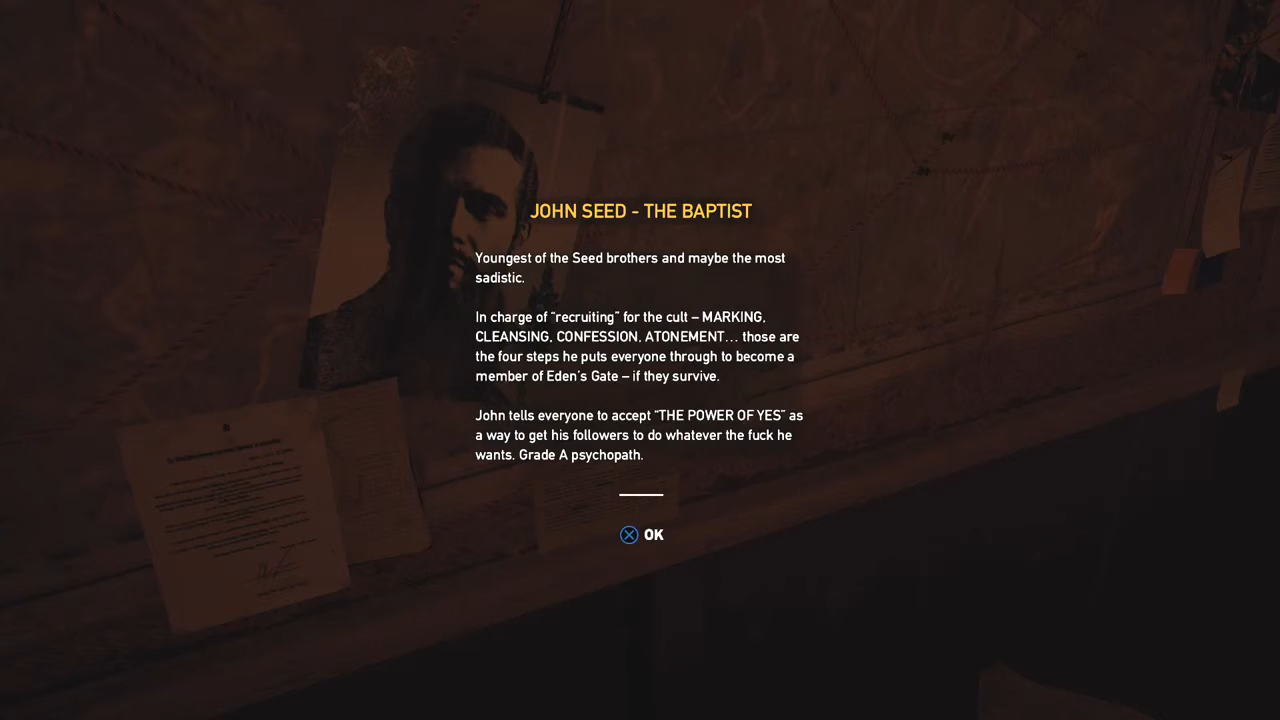 JOHN SEED - THE BAPTIST
Youngest of the Seed brothers and maybe the most
sadistic.
In charge of “recruiting” for the cult – MARKING,
CLEANSING, CONFESSION, ATONEMENT… those are
the four steps he puts everyone through to become a
member of Eden’s Gate – if they survive.
John tells everyone to accept “THE POWER OF YES” as
a way to get his followers to do whatever the fuck he
wants. Grade A psychopath.
OK